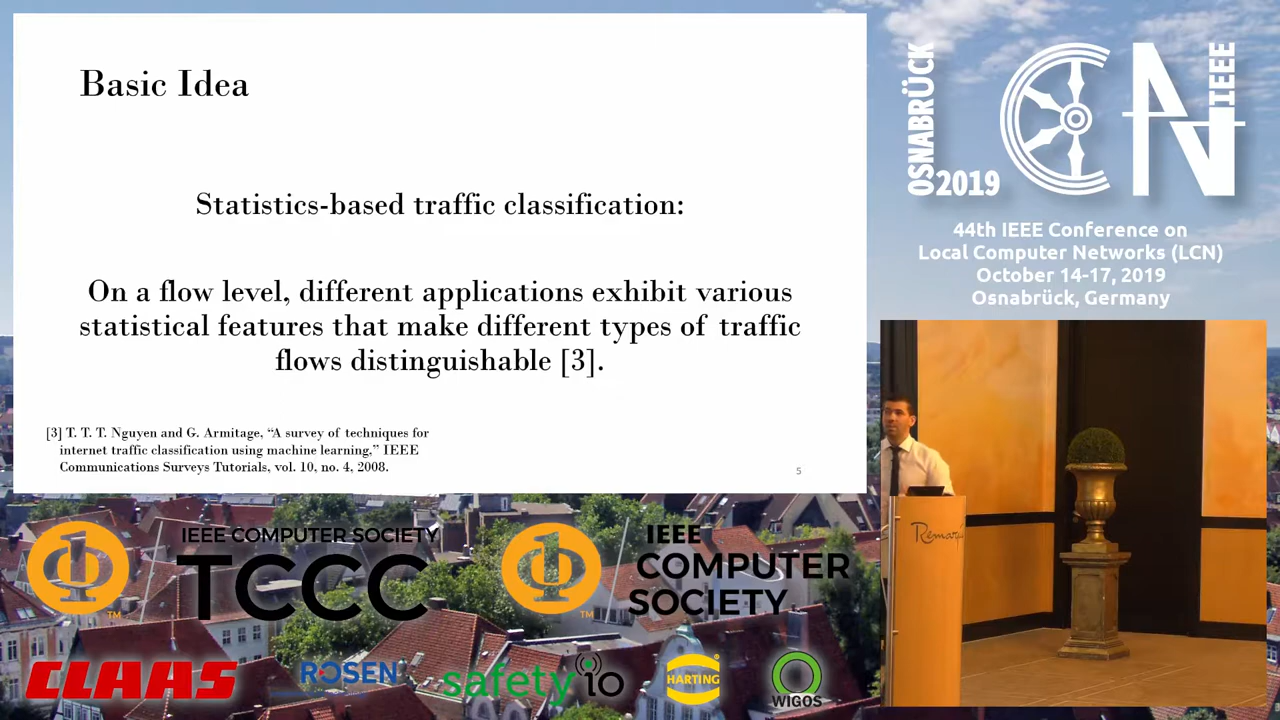 Basic Idea
Statistics-based traffic classification:
On a flow level, different applications exhibit various
statistical features that make different types of traffic
flows distinguishable [3].
[3] T. T. T. Nguyen and G. Armitage, “A survey of techniques for
internet traffic classification using machine learning,” IEEE
Communications Surveys Tutorials, vol. 10, no. 4, 2008.
5
OSNABRÜCK
2019
CN
IEEE
44th IEEE Conference on
Local Computer Networks (LCN)
October 14-17, 2019
Osnabrück, Germany
IEEE COMPUTER SOCIETY
TCCC
TM
IEEE
COMPUTER
SOCIETY
TM
CLAAS
ROSEN
safety io
HARTING
WIGOS